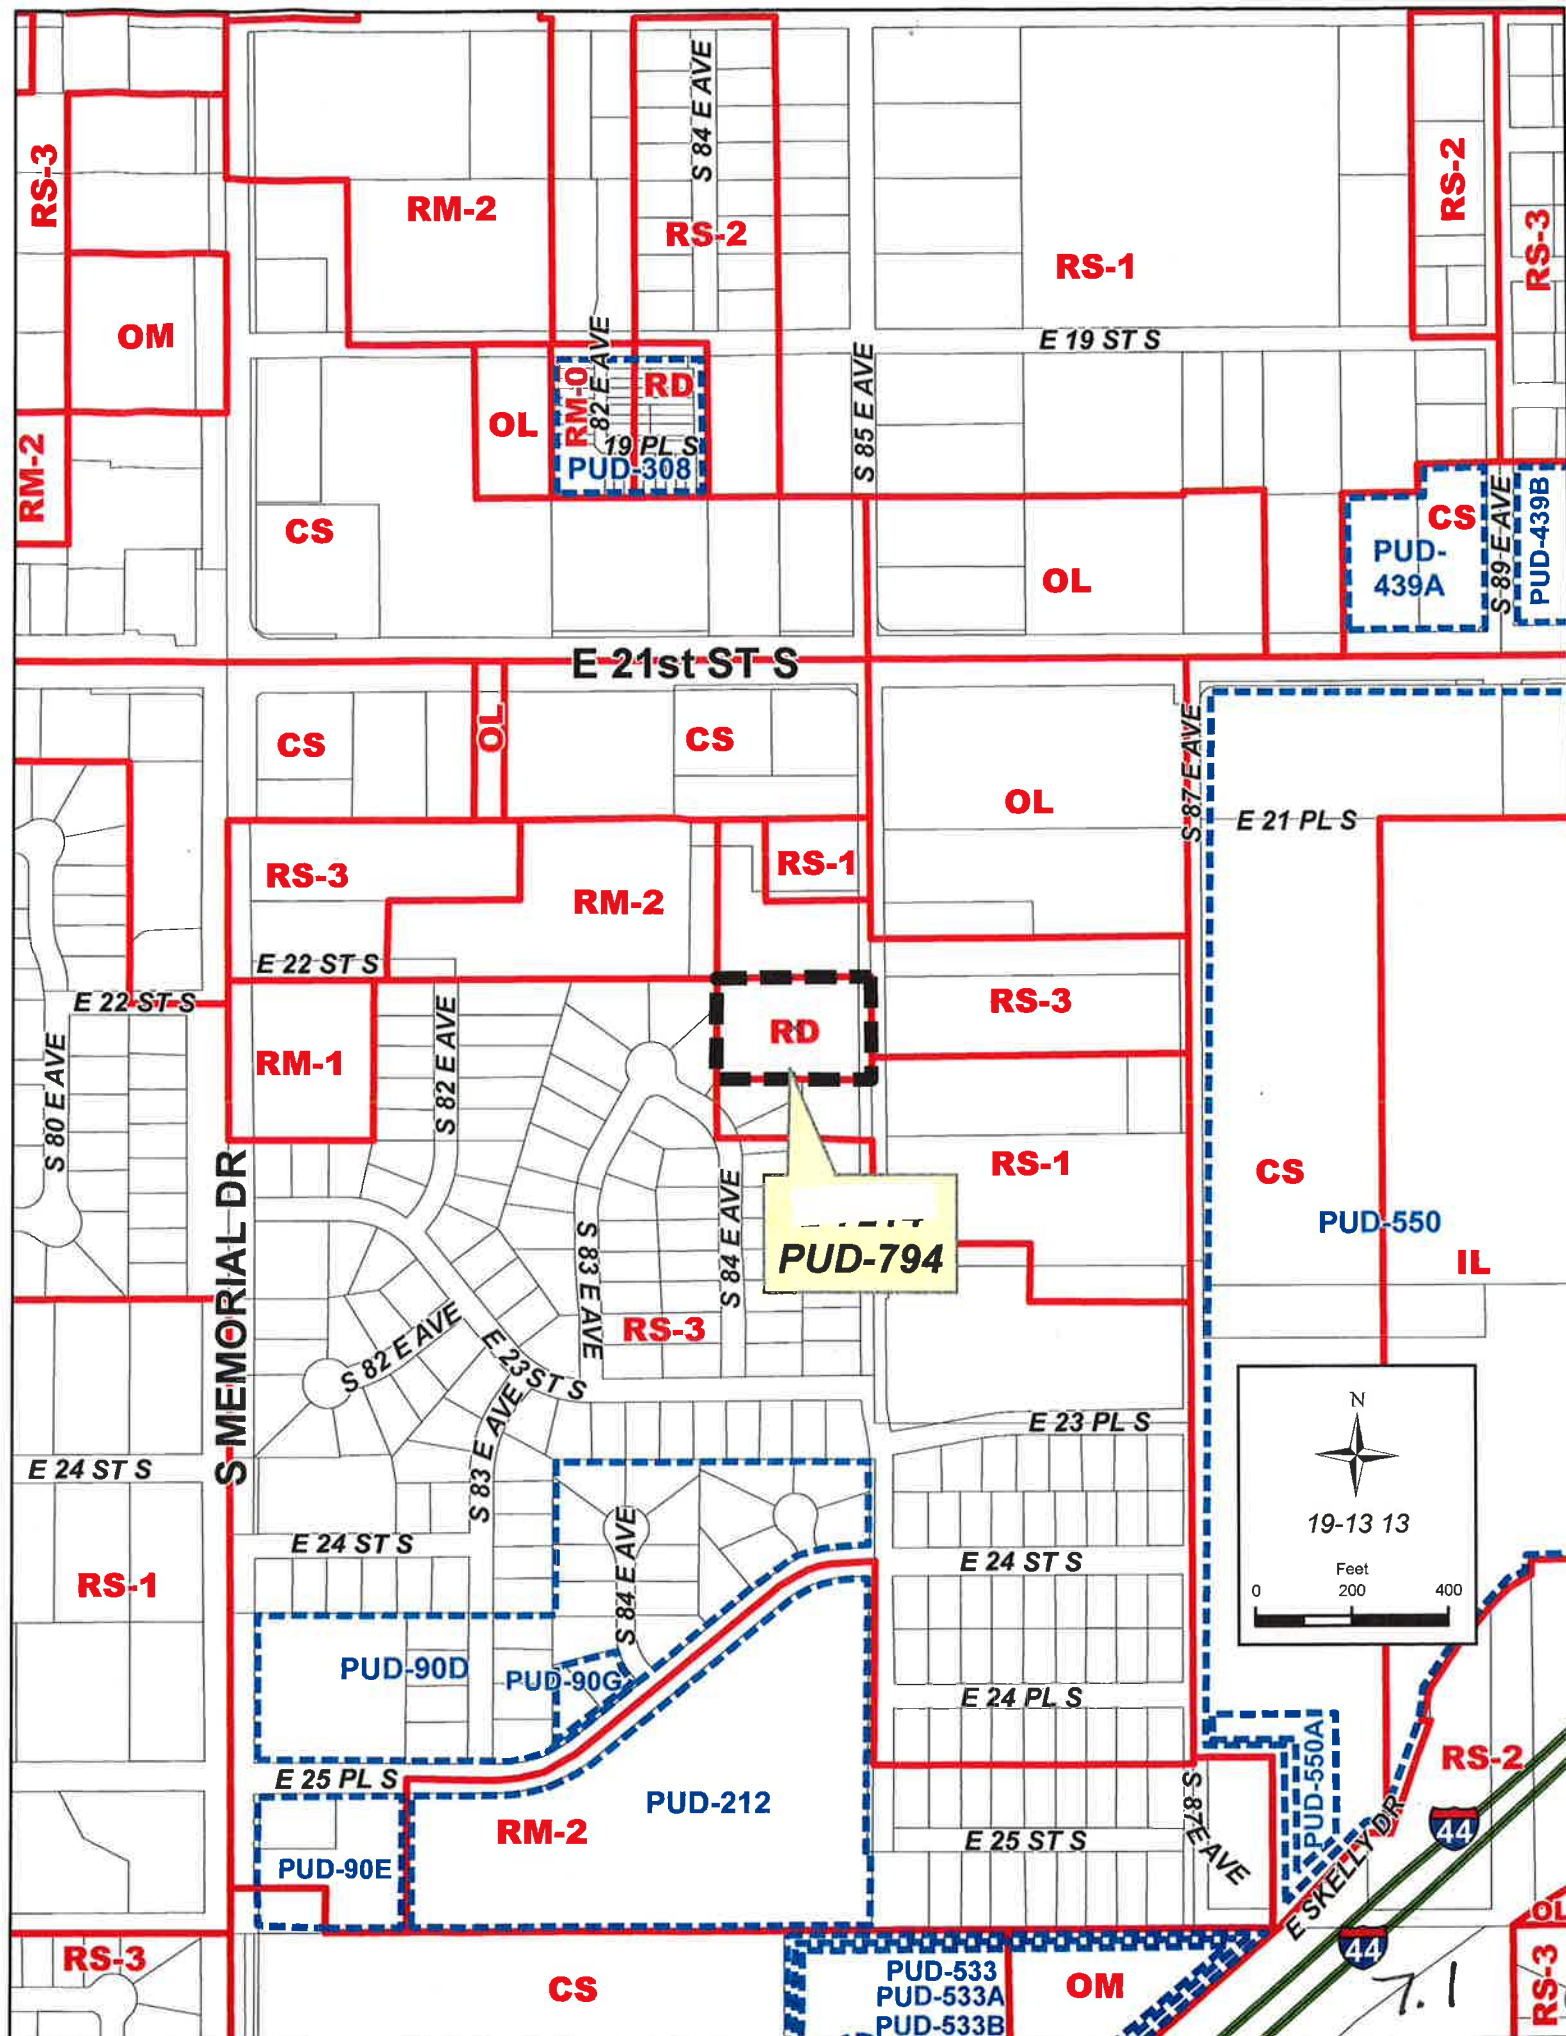 S 84 E AVE
RS-3
RM-2
RS-2
RS-2
RS-3
RS-1
OM
E 19 ST S
82 E AVE
RM-0
RD
S 85 E AVE
OL
19 PL S
PUD-308
RM-2
CS
CS
PUD-
439A
S 89 E AVE
PUD-439B
OL
E 21st ST S
CS
OL
CS
OL
S 87 E AVE
E 21 PL S
RS-3
RS-1
RM-2
E 22 ST S
E 22 ST S
RS-3
RD
RM-1
S 82 E AVE
S 80 E AVE
RS-1
CS
S MEMORIAL DR
S 83 E AVE
S 84 E AVE
PUD-794
PUD-550
IL
RS-3
S 82 E AVE
E 23 ST S
S 83 E AVE
E 23 PL S
N
19-13 13
Feet
0 200 400
E 24 ST S
E 24 ST S
S 84 E AVE
E 24 ST S
RS-1
PUD-90D
PUD-90G
E 24 PL S
PUD-550A
RS-2
E 25 PL S
PUD-212
RM-2
E 25 ST S
S 87 E AVE
44
PUD-90E
E SKELLY DR
OL
44
RS-3
CS
PUD-533
PUD-533A
PUD-533B
OM
7.1
RS-3